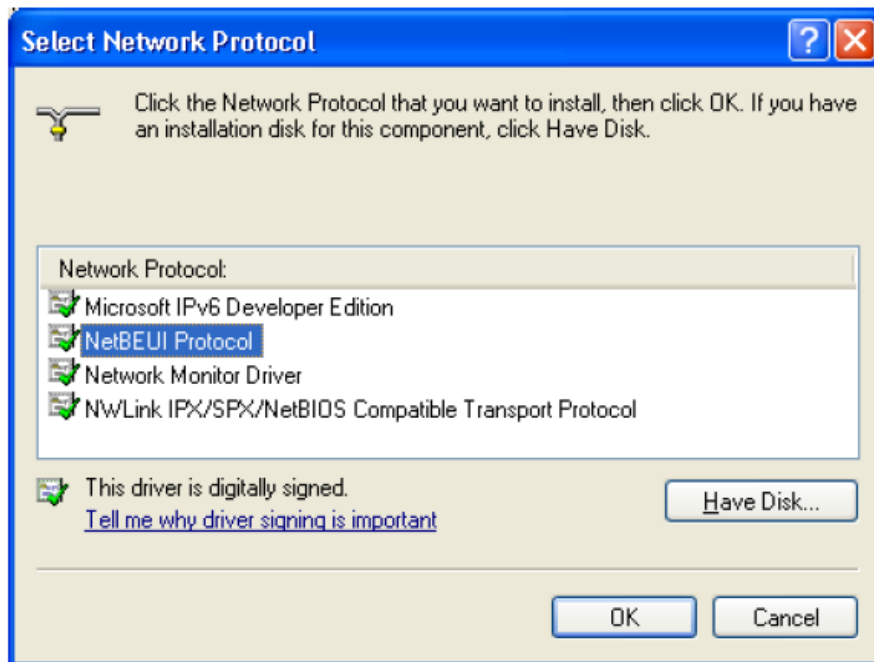 Select Network Protocol
Click the Network Protocol that you want to install, then click OK. If you have
an installation disk for this component, click Have Disk.
Network Protocol:
Microsoft IPv6 Developer Edition
NetBEUI Protocol
Network Monitor Driver
NWLink IPX/SPX/NetBIOS Compatible Transport Protocol
This driver is digitally signed.
Tell me why driver signing is important
Have Disk...
OK
Cancel